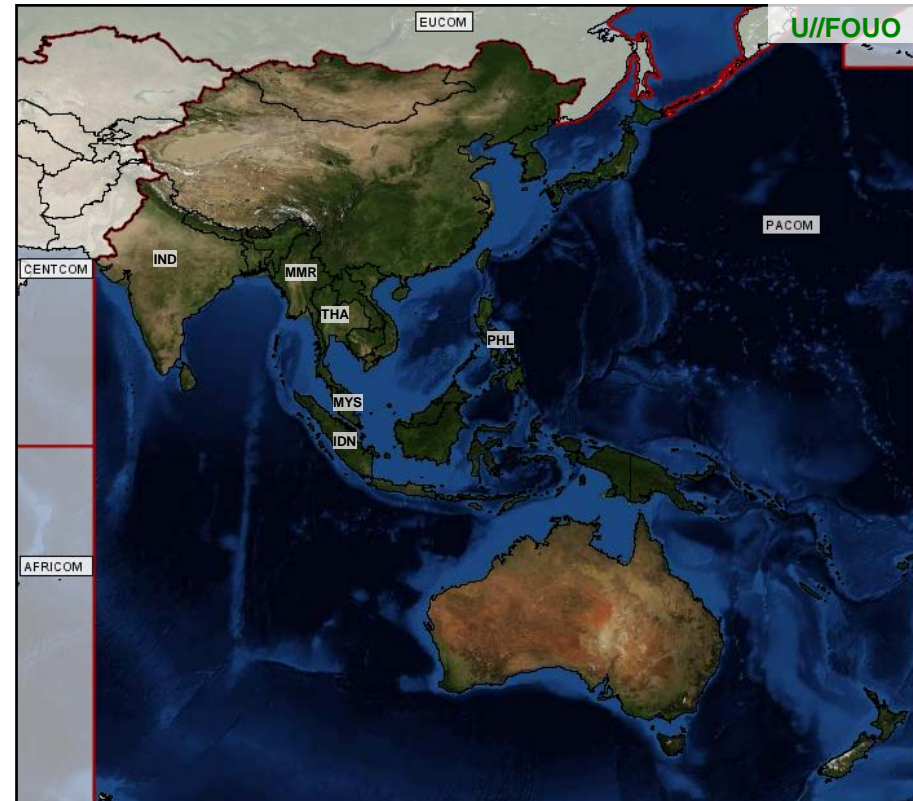 EUCOM
U//FOUO
PACOM
IND
CENTCOM
MMR
THA
PHL
MYS
IDN
AFRICOM